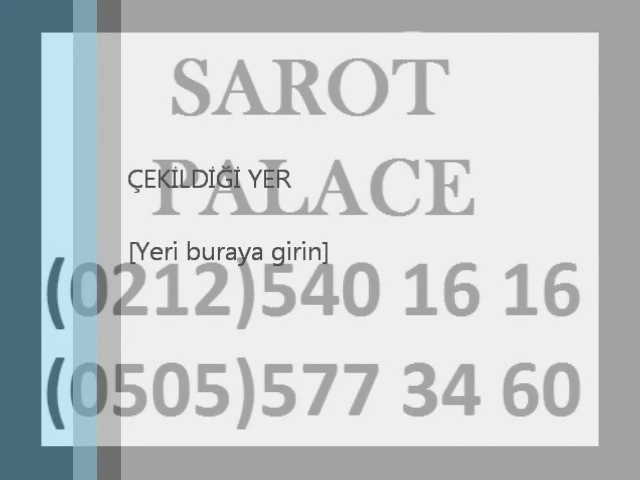 SAROT
PALACE
ÇEKİLDİĞİ YER
[Yeri buraya girin]
(0212)540 16 16
(0505)577 34 60